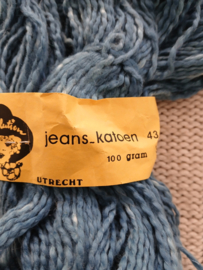 jeans_katoen 43
100 gram
UTRECHT